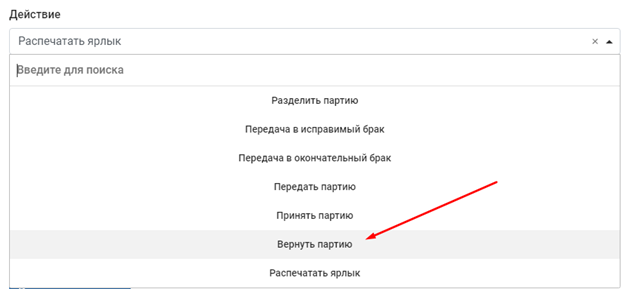 Действие
Распечатать ярлык
Введите для поиска
Разделить партию
Передача в исправимый брак
Передача в окончательный брак
Передать партию
Принять партию
Вернуть партию
Распечатать ярлык